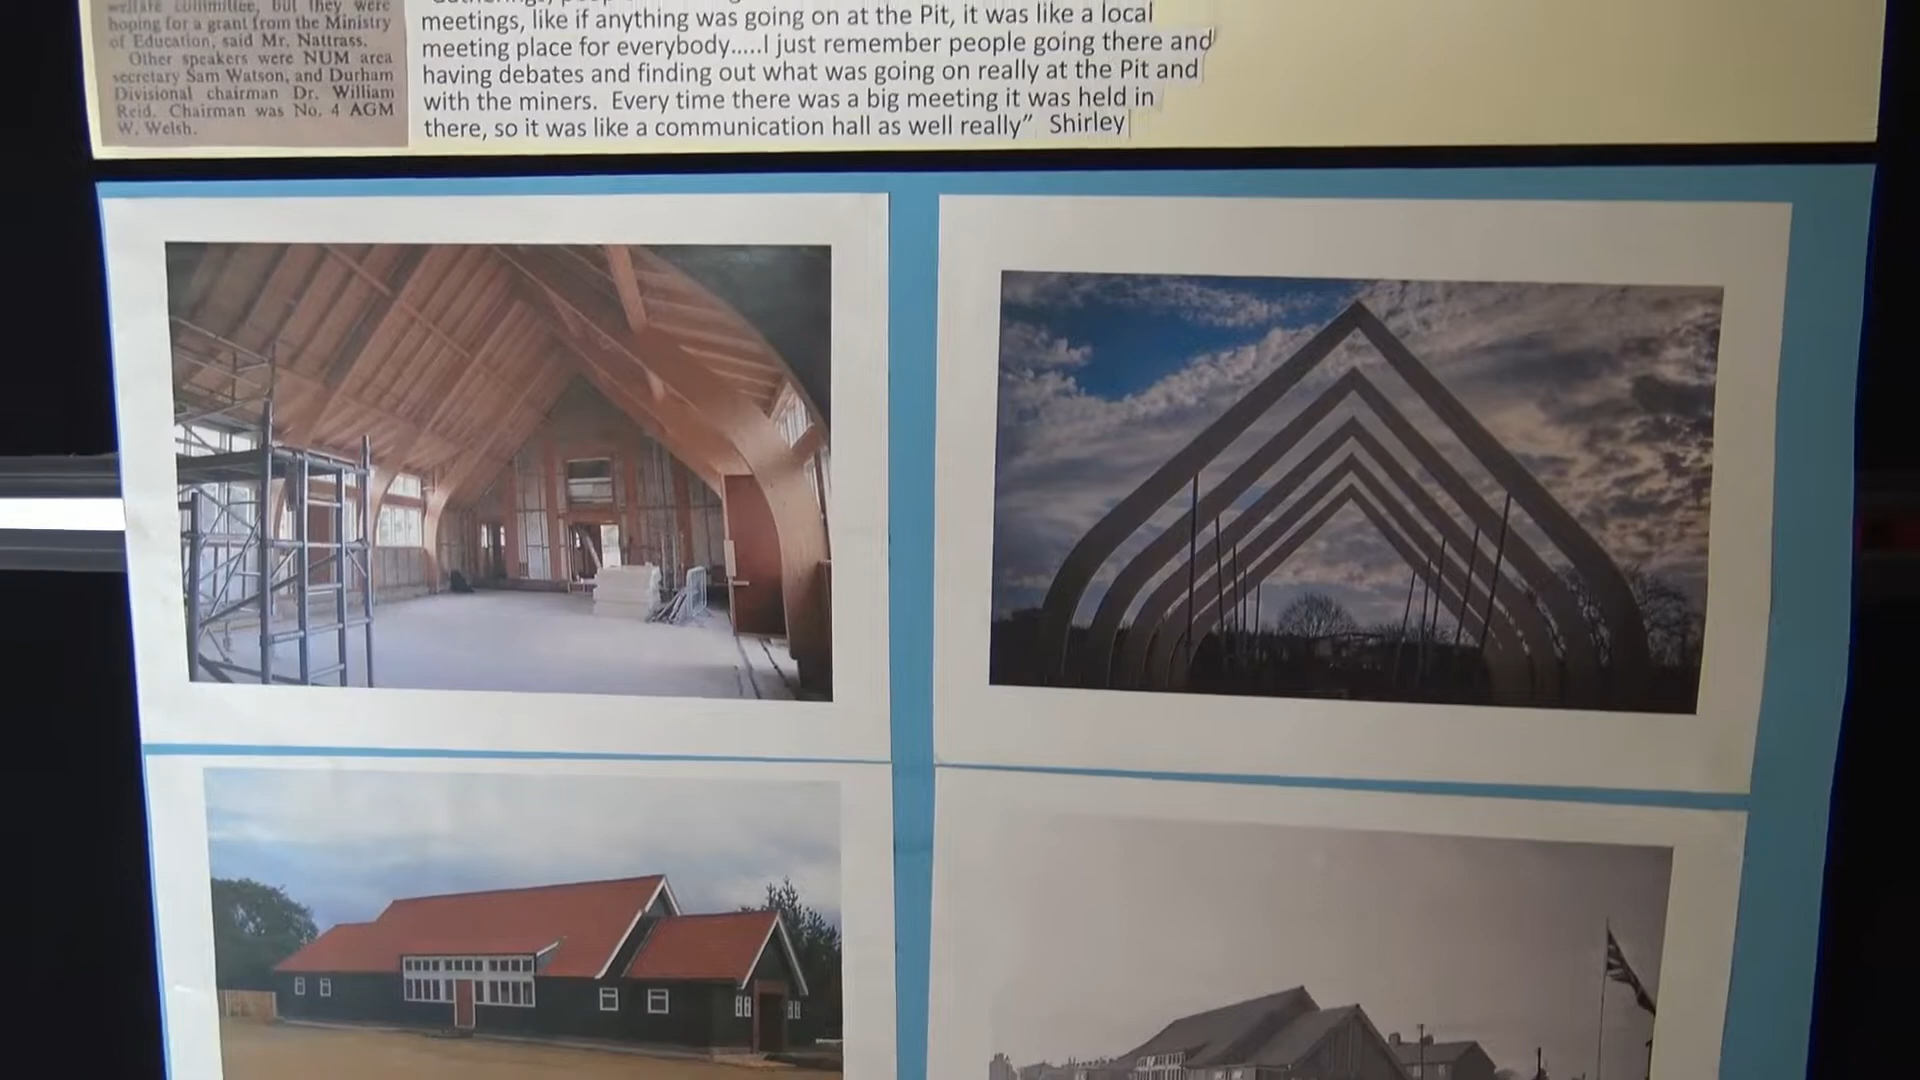 welfare committee, but they were
hoping for a grant from the Ministry
of Education, said Mr. Nattrass.
Other speakers were NUM area
secretary Sam Watson, and Durham
Divisional chairman Dr. William
Reid. Chairman was No. 4 AGM
W. Welsh.
meetings, like if anything was going on at the Pit, it was like a local
meeting place for everybody.....I just remember people going there and
having debates and finding out what was going on really at the Pit and
with the miners. Every time there was a big meeting it was held in
there, so it was like a communication hall as well really” Shirley